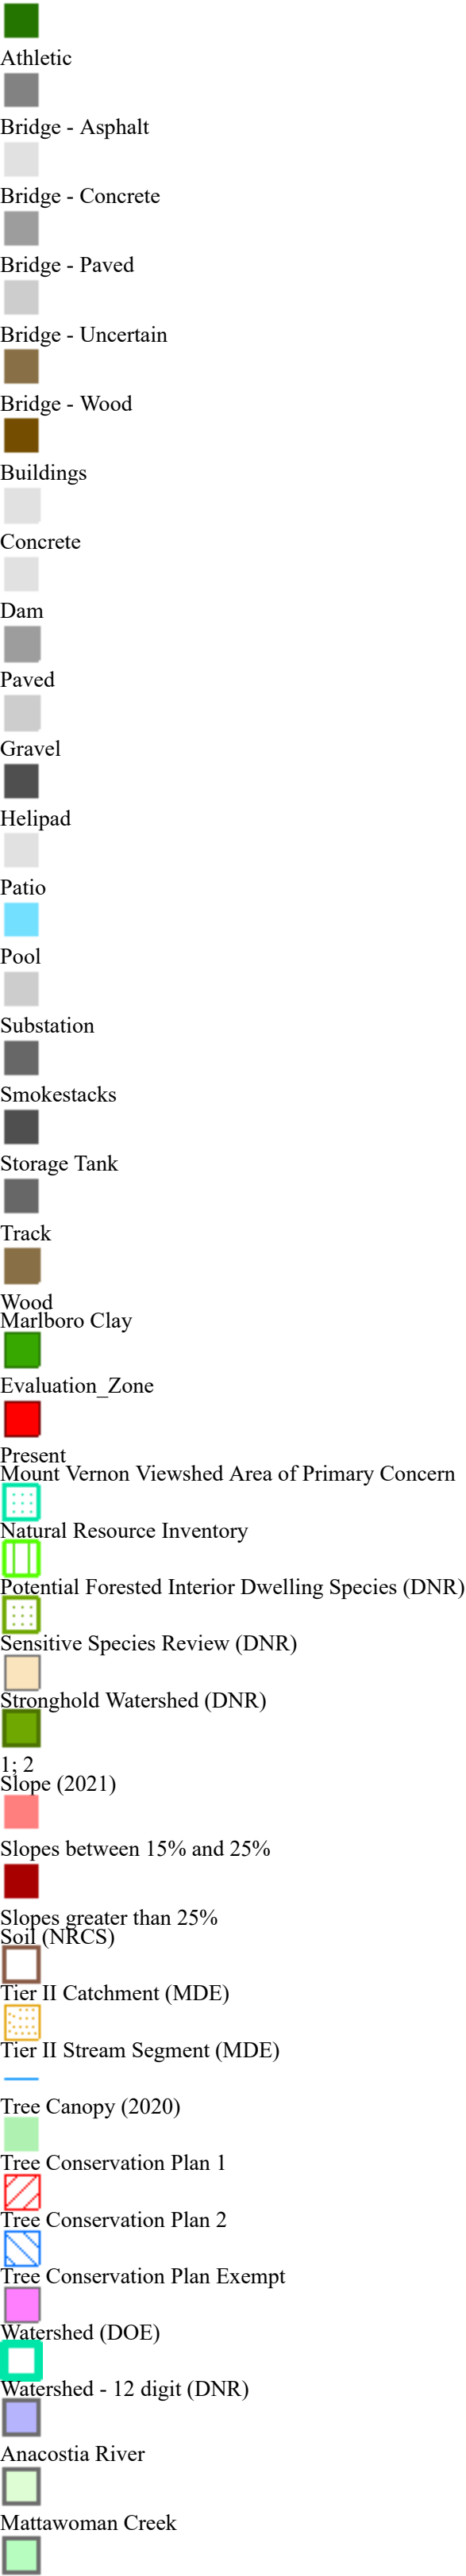 Athletic
Bridge - Asphalt
Bridge - Concrete
Bridge - Paved
Bridge - Uncertain
Bridge - Wood
Buildings
Concrete
Dam
Paved
Gravel
Helipad
Patio
Pool
Substation
Smokestacks
Storage Tank
Track
Wood
Marlboro Clay
Evaluation_Zone
Present
Mount Vernon Viewshed Area of Primary Concern
Natural Resource Inventory
Potential Forested Interior Dwelling Species (DNR)
Sensitive Species Review (DNR)
Stronghold Watershed (DNR)
1; 2
Slope (2021)
Slopes between 15% and 25%
Slopes greater than 25%
Soil (NRCS)
Tier II Catchment (MDE)
Tier II Stream Segment (MDE)
Tree Canopy (2020)
Tree Conservation Plan 1
Tree Conservation Plan 2
Tree Conservation Plan Exempt
Watershed (DOE)
Watershed - 12 digit (DNR)
Anacostia River
Mattawoman Creek